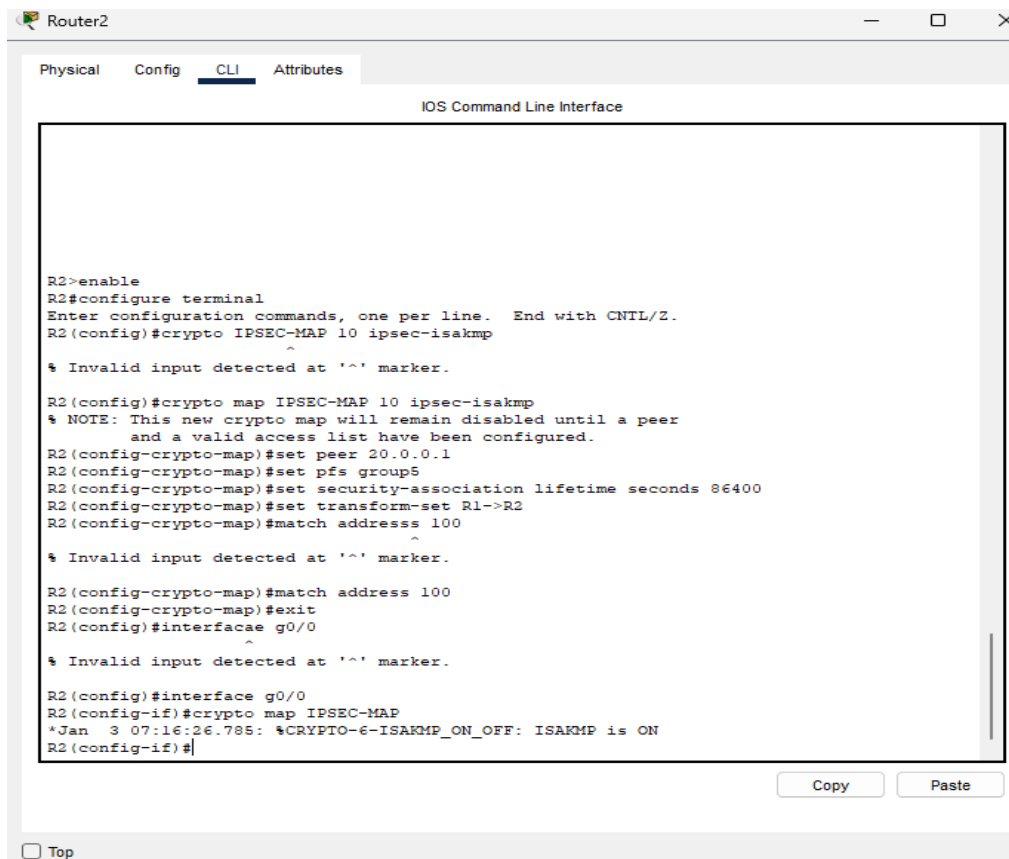 Router2
Physical Config CLI Attributes
IOS Command Line Interface
R2>enable
R2#configure terminal
Enter configuration commands, one per line.  End with CNTL/Z.
R2(config)#crypto IPSEC-MAP 10 ipsec-isakmp
^
% Invalid input detected at '^' marker.
R2(config)#crypto map IPSEC-MAP 10 ipsec-isakmp
% NOTE: This new crypto map will remain disabled until a peer
and a valid access list have been configured.
R2(config-crypto-map)#set peer 20.0.0.1
R2(config-crypto-map)#set pfs group5
R2(config-crypto-map)#set security-association lifetime seconds 86400
R2(config-crypto-map)#set transform-set R1->R2
R2(config-crypto-map)#match addresss 100
^
% Invalid input detected at '^' marker.
R2(config-crypto-map)#match address 100
R2(config-crypto-map)#exit
R2(config)#interfacae g0/0
^
% Invalid input detected at '^' marker.
R2(config)#interface g0/0
R2(config-if)#crypto map IPSEC-MAP
*Jan  3 07:16:26.785: %CRYPTO-6-ISAKMP_ON_OFF: ISAKMP is ON
R2(config-if)#
Copy Paste
Top